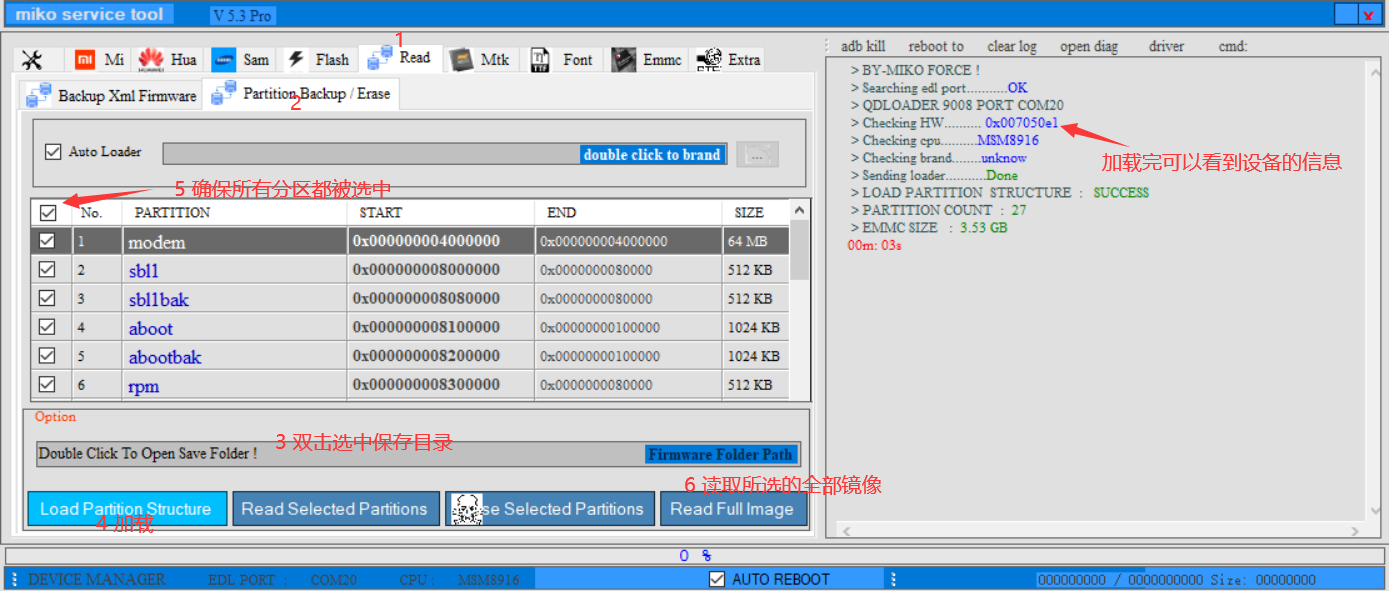 miko service tool
V 5.3 Pro
x
1
Mi
Hua
Sam
Flash
Read
Mtk
Font
Emmc
Extra
adb kill
reboot to
clear log
open diag
driver
cmd:
Backup Xml Firmware
Partition Backup / Erase
2
Auto Loader
double click to brand
...
5 确保所有分区都被选中
No. PARTITION START END SIZE
1 modem 0x000000004000000 0x000000004000000 64 MB
2 sbl1 0x000000008000000 0x0000000080000 512 KB
3 sbl1bak 0x000000008080000 0x0000000080000 512 KB
4 aboot 0x000000008100000 0x00000000100000 1024 KB
5 abootbak 0x000000008200000 0x00000000100000 1024 KB
6 rpm 0x000000008300000 0x0000000080000 512 KB
Option
Double Click To Open Save Folder !
3 双击选中保存目录
Firmware Folder Path
6 读取所选的全部镜像
Load Partition Structure
4 加载
Read Selected Partitions
se Selected Partitions
Read Full Image
> BY-MIKO FORCE !
> Searching edl port...........OK
> QDLOADER 9008 PORT COM20
> Checking HW.......... 0x007050e1
> Checking cpu..........MSM8916
> Checking brand........unknow
> Sending loader...........Done
> LOAD PARTITION STRUCTURE : SUCCESS
> PARTITION COUNT : 27
> EMMC SIZE : 3.53 GB
00m: 03s
加载完可以看到设备的信息
0 %
DEVICE MANAGER
EDL PORT :
COM20
CPU :
MSM8916
AUTO REBOOT
000000000 / 0000000000 Size: 00000000